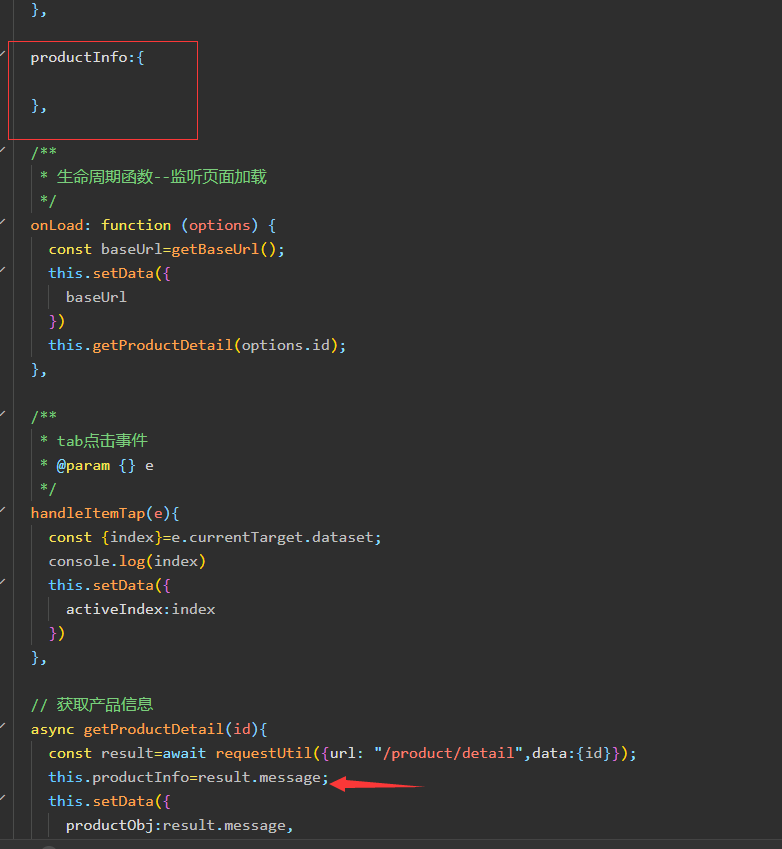 },
productInfo:{
},
/**
* 生命周期函数--监听页面加载
*/
onLoad: function (options) {
const baseUrl=getBaseUrl();
this.setData({
baseUrl
})
this.getProductDetail(options.id);
},
/**
* tab点击事件
* @param {} e
*/
handleItemTap(e){
const {index}=e.currentTarget.dataset;
console.log(index)
this.setData({
activeIndex:index
})
},
// 获取产品信息
async getProductDetail(id){
const result=await requestUtil({url: "/product/detail",data:{id}});
this.productInfo=result.message;
this.setData({
productObj:result.message,